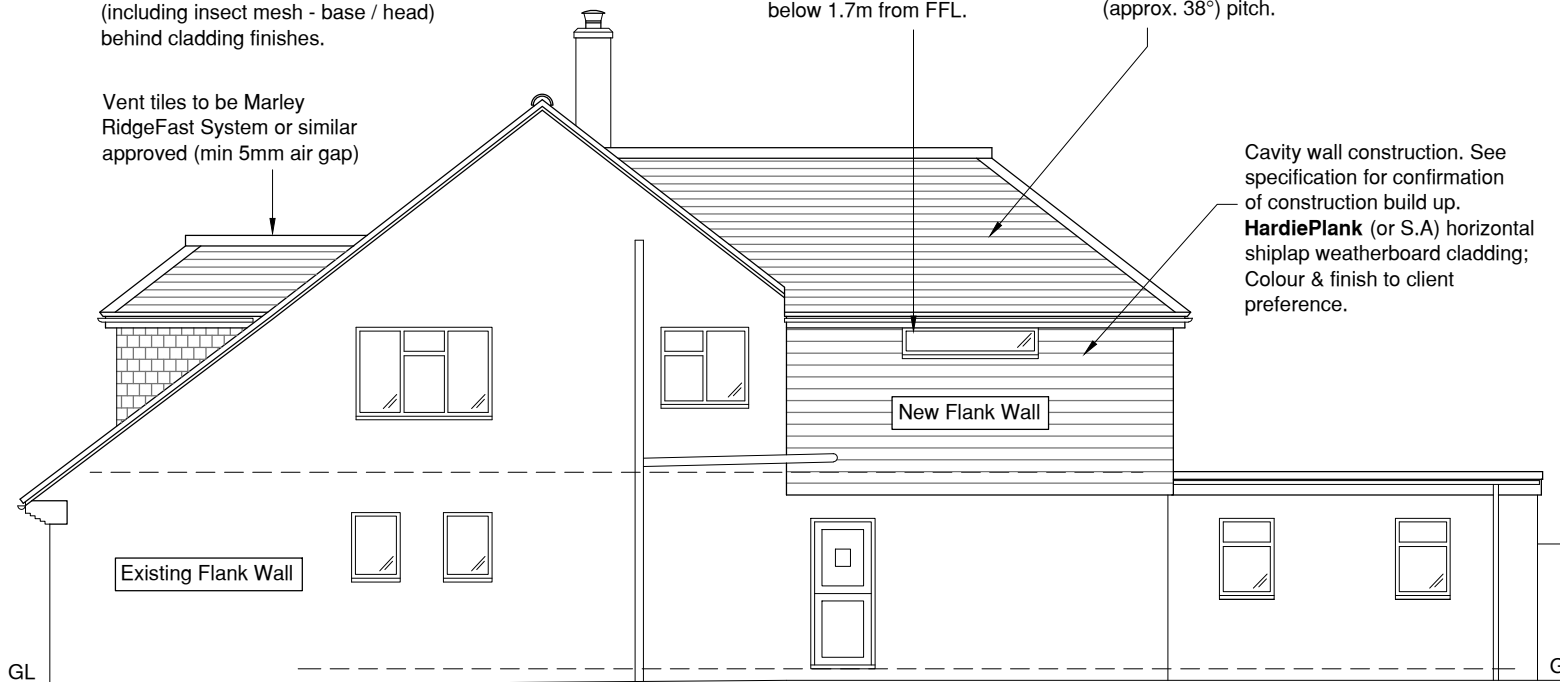 (including insect mesh - base / head)
behind cladding finishes.
below 1.7m from FFL.
(approx. 38°) pitch.
Vent tiles to be Marley
RidgeFast System or similar
approved (min 5mm air gap)
Cavity wall construction. See
specification for confirmation
of construction build up.
HardiePlank (or S.A) horizontal
shiplap weatherboard cladding;
Colour & finish to client
preference.
New Flank Wall
Existing Flank Wall
GL